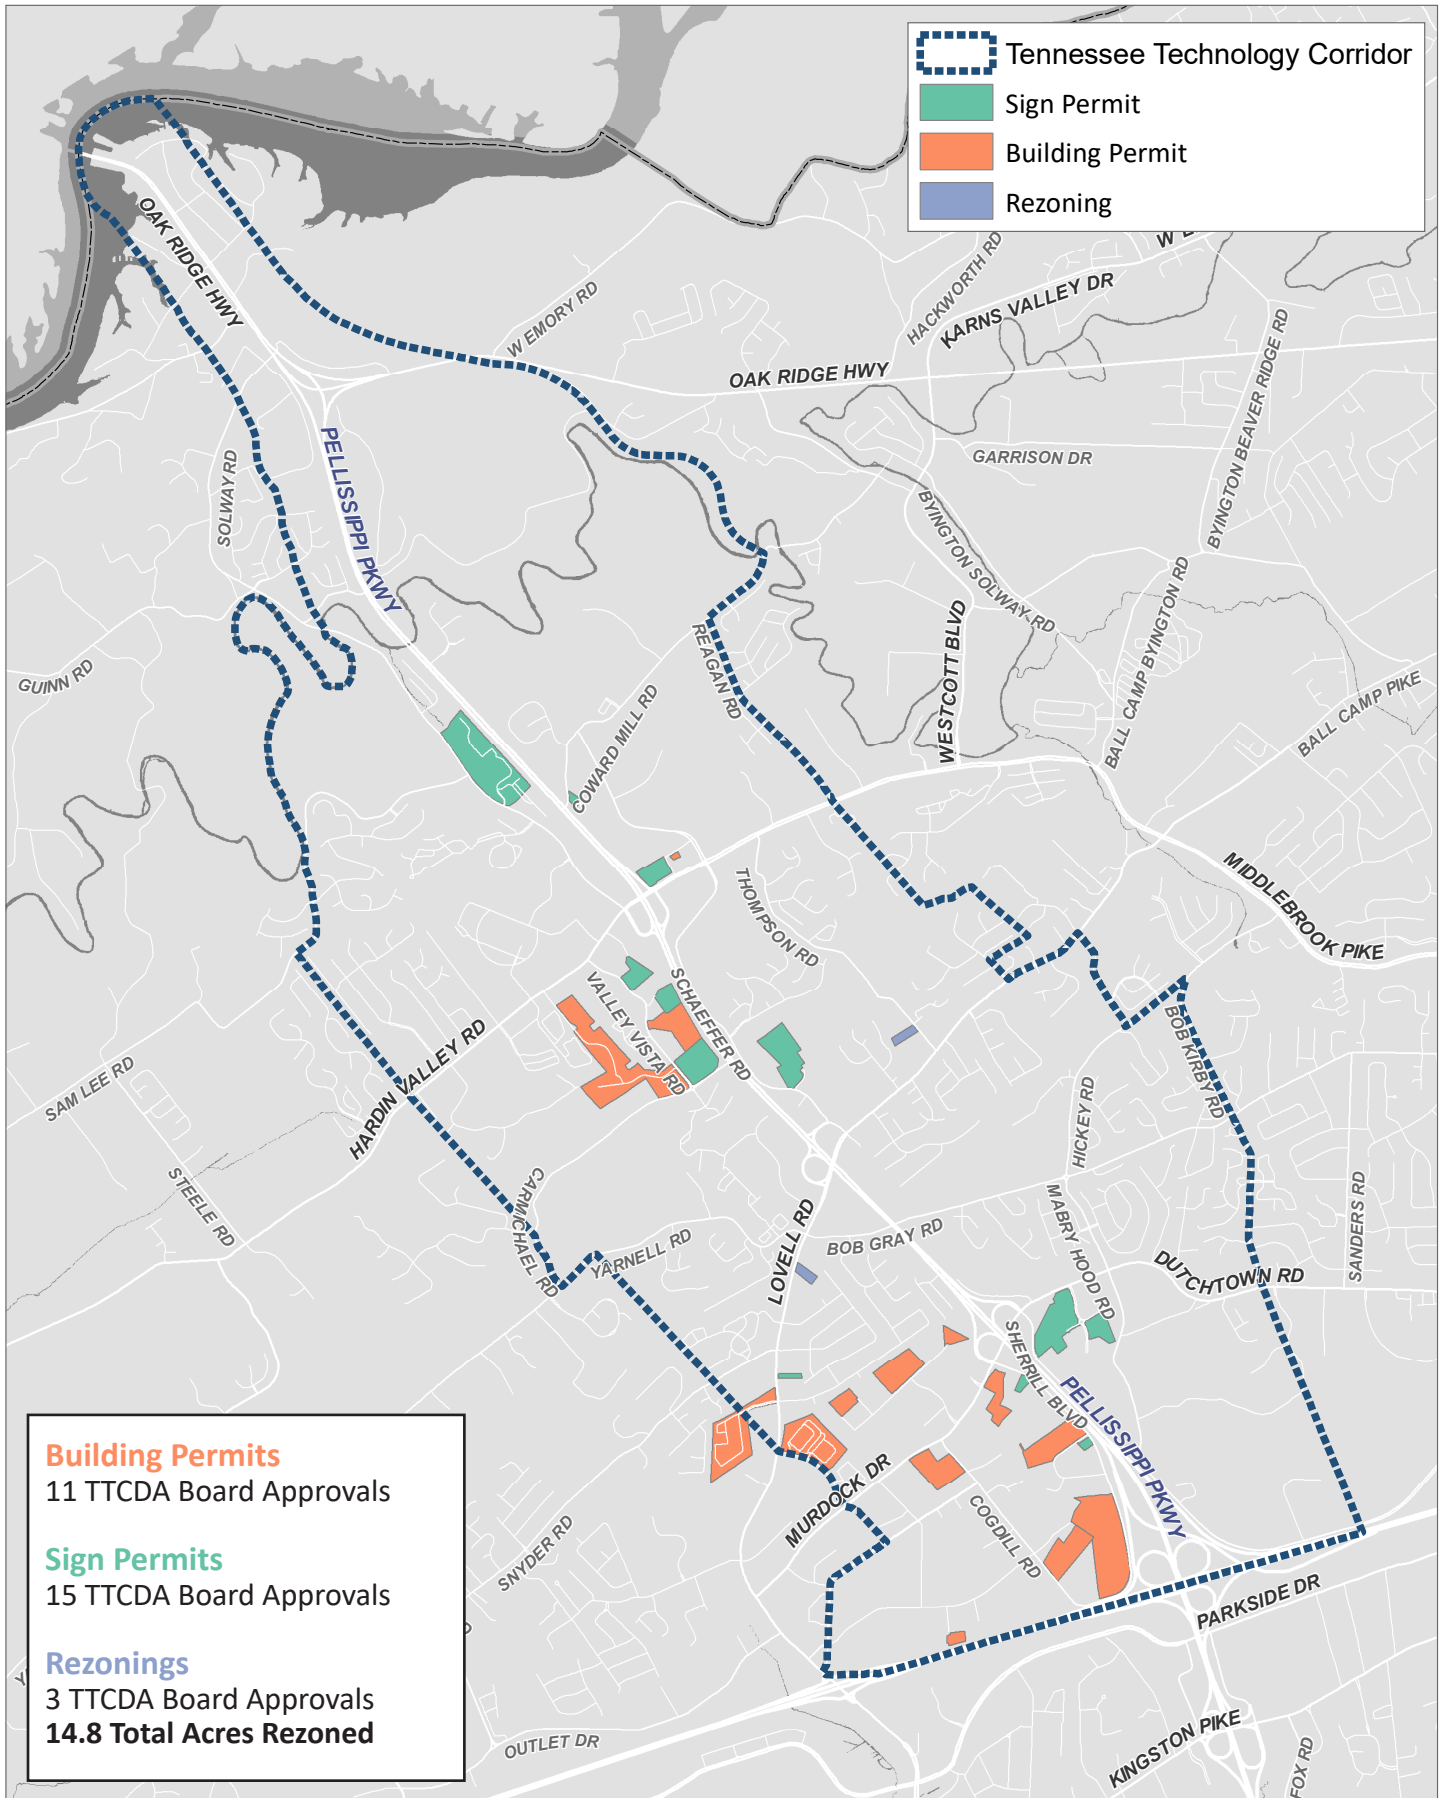 Tennessee Technology Corridor
Sign Permit
Building Permit
Rezoning
OAK RIDGE HWY
W EMORY RD
HACKWORTH RD
KARNS VALLEY DR
OAK RIDGE HWY
BYINGTON BEAVER RIDGE RD
PELLISSIPPI PKWY
SOLWAY RD
GARRISON DR
BYINGTON SOLWAY RD
WESTCOTT BLVD
BALL CAMP BYINGTON RD
REAGAN RD
GUINN RD
COWARD MILL RD
BALL CAMP PIKE
MIDDLEBROOK PIKE
THOMPSON RD
SCHAEFFER RD
VALLEY VISTA RD
BOB KIRBY RD
HARDIN VALLEY RD
SAM LEE RD
HICKEY RD
STEELE RD
CARMICHAEL RD
YARNELL RD
LOVELL RD
BOB GRAY RD
MABRY HOOD RD
SANDERS RD
DUTCHTOWN RD
SHERRILL BLVD
PELLISSIPPI PKWY
MURDOCK DR
COGDILL RD
SNYDER RD
PARKSIDE DR
OUTLET DR
KINGSTON PIKE
FOX RD
Building Permits
11 TTCDA Board Approvals
Sign Permits
15 TTCDA Board Approvals
Rezonings
3 TTCDA Board Approvals
14.8 Total Acres Rezoned